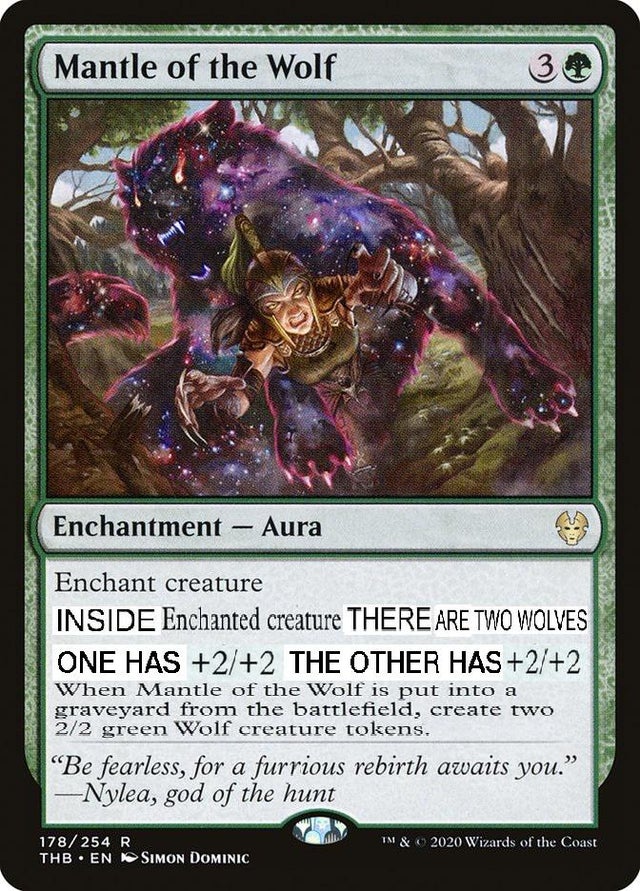 Mantle of the Wolf 3
Enchantment — Aura
Enchant creature
INSIDE Enchanted creature THERE ARE TWO WOLVES
ONE HAS +2/+2 THE OTHER HAS +2/+2
When Mantle of the Wolf is put into a
graveyard from the battlefield, create two
2/2 green Wolf creature tokens.
“Be fearless, for a furrious rebirth awaits you.”
—Nylea, god of the hunt
178/254 R
THB • EN Simon Dominic
™ & © 2020 Wizards of the Coast